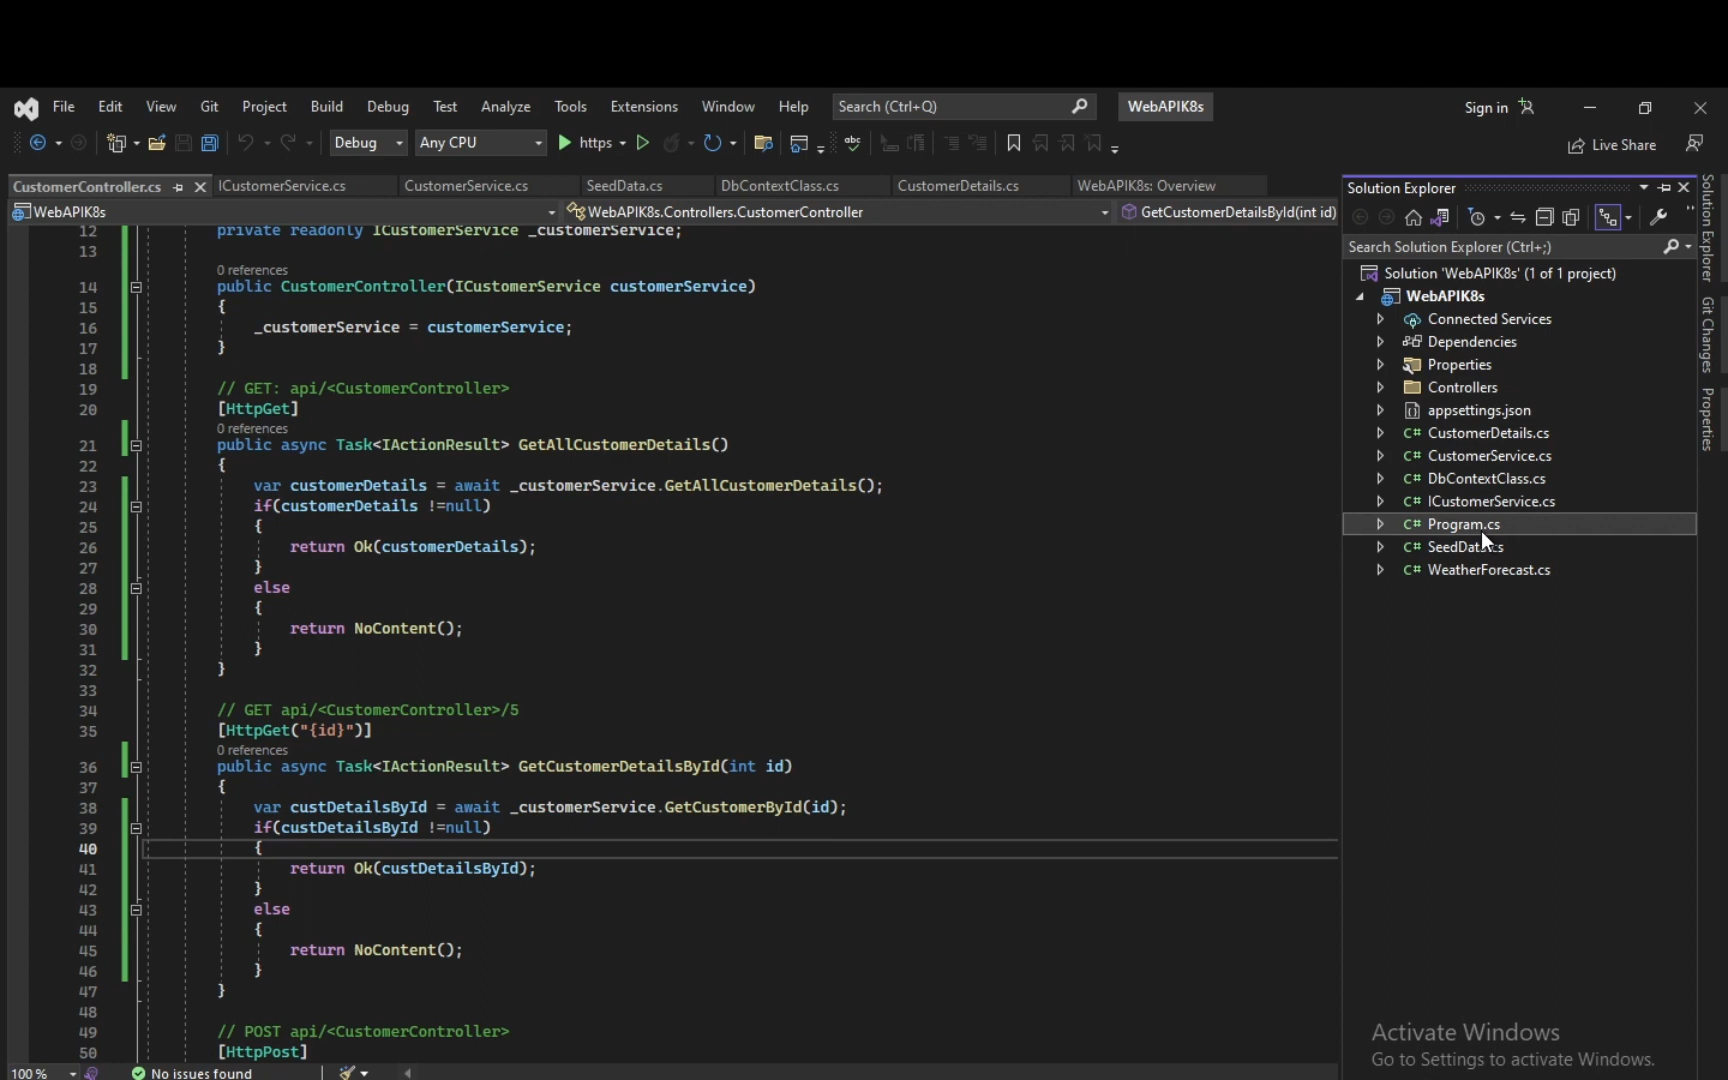 File Edit View Git Project Build Debug Test Analyze Tools Extensions Window Help Search (Ctrl+Q) WebAPIK8s Sign in
Debug Any CPU https Live Share
CustomerController.cs ICustomerService.cs CustomerService.cs SeedData.cs DbContextClass.cs CustomerDetails.cs WebAPIK8s: Overview
WebAPIK8s WebAPIK8s.Controllers.CustomerController GetCustomerDetailsById(int id)
12 private readonly ICustomerService _customerService;
13
0 references
14 public CustomerController(ICustomerService customerService)
15 {
16 _customerService = customerService;
17 }
18
19 // GET: api/<CustomerController>
20 [HttpGet]
0 references
21 public async Task<IActionResult> GetAllCustomerDetails()
22 {
23 var customerDetails = await _customerService.GetAllCustomerDetails();
24 if(customerDetails !=null)
25 {
26 return Ok(customerDetails);
27 }
28 else
29 {
30 return NoContent();
31 }
32 }
33
34 // GET api/<CustomerController>/5
35 [HttpGet("{id}")]
0 references
36 public async Task<IActionResult> GetCustomerDetailsById(int id)
37 {
38 var custDetailsById = await _customerService.GetCustomerById(id);
39 if(custDetailsById !=null)
40 {
41 return Ok(custDetailsById);
42 }
43 else
44 {
45 return NoContent();
46 }
47 }
48
49 // POST api/<CustomerController>
50 [HttpPost]
100 % No issues found
Solution Explorer
Search Solution Explorer (Ctrl+;)
Solution 'WebAPIK8s' (1 of 1 project)
WebAPIK8s
Connected Services
Dependencies
Properties
Controllers
appsettings.json
C# CustomerDetails.cs
C# CustomerService.cs
C# DbContextClass.cs
C# ICustomerService.cs
C# Program.cs
C# SeedData.cs
C# WeatherForecast.cs
Solution Explorer
Git Changes
Properties
Activate Windows
Go to Settings to activate Windows.